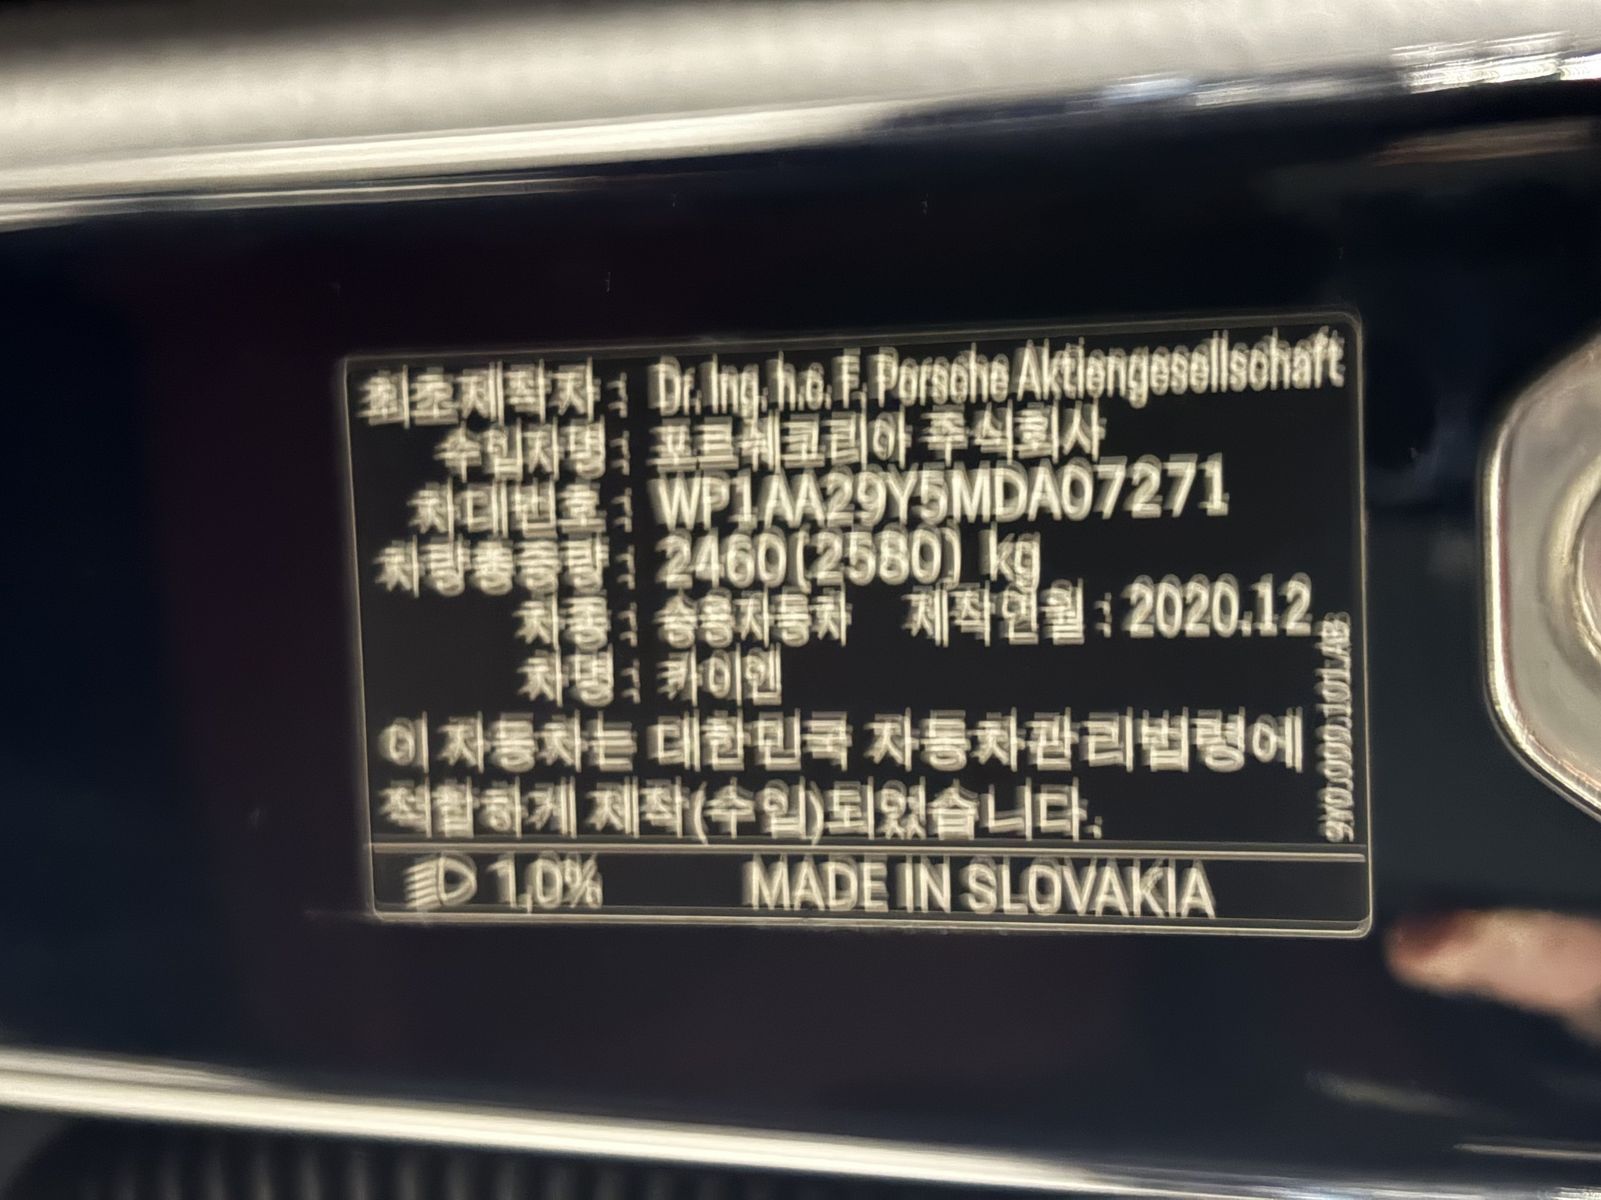 최초제작자 : Dr. Ing. h.c. F. Porsche Aktiengesellschaft
수입자명 : 포르쉐코리아 주식회사
차대번호 : WP1AA29Y5MDA07271
차량총중량 : 2460(2580) kg
차종 : 승용자동차 제작연월 : 2020.12
차명 : 카이엔
이 자동차는 대한민국 자동차관리법령에
적합하게 제작(수입)되었습니다.
1,0% MADE IN SLOVAKIA